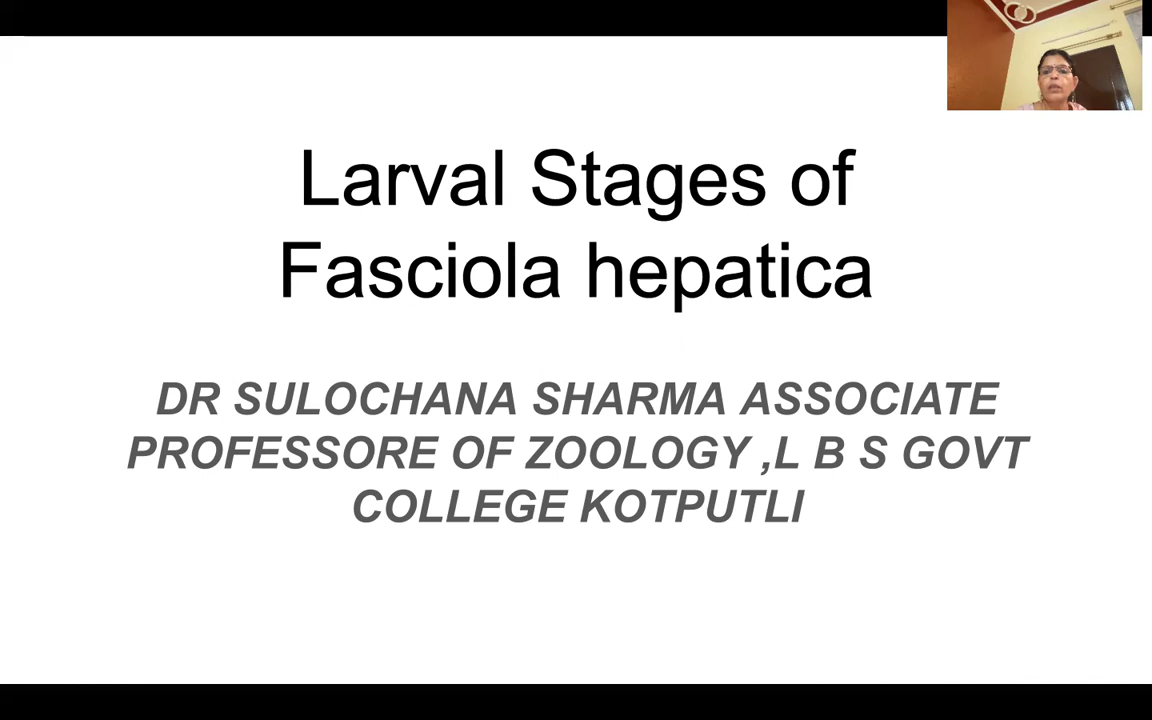 Larval Stages of
Fasciola hepatica
DR SULOCHANA SHARMA ASSOCIATE
PROFESSORE OF ZOOLOGY ,L B S GOVT
COLLEGE KOTPUTLI